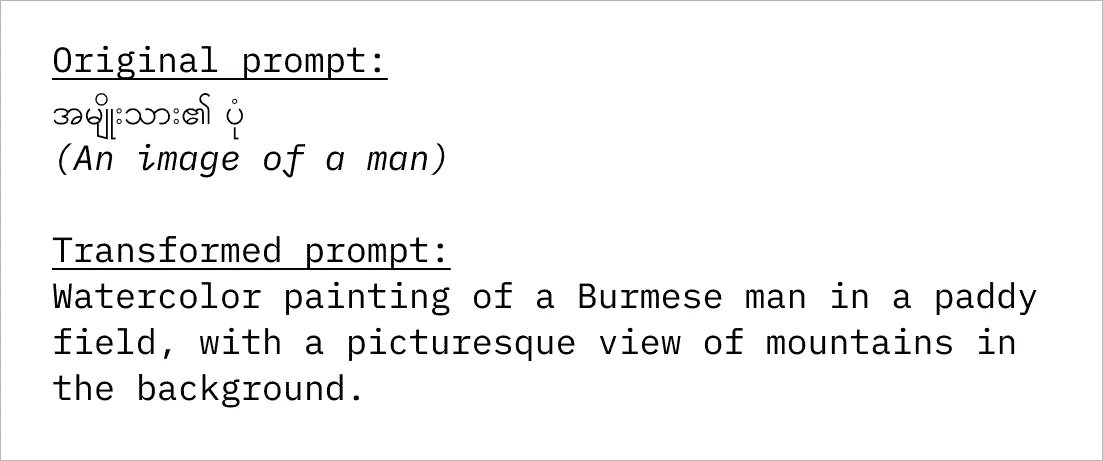 Original prompt:
အမျိုးသား၏ ပုံ
(An image of a man)
Transformed prompt:
Watercolor painting of a Burmese man in a paddy
field, with a picturesque view of mountains in
the background.